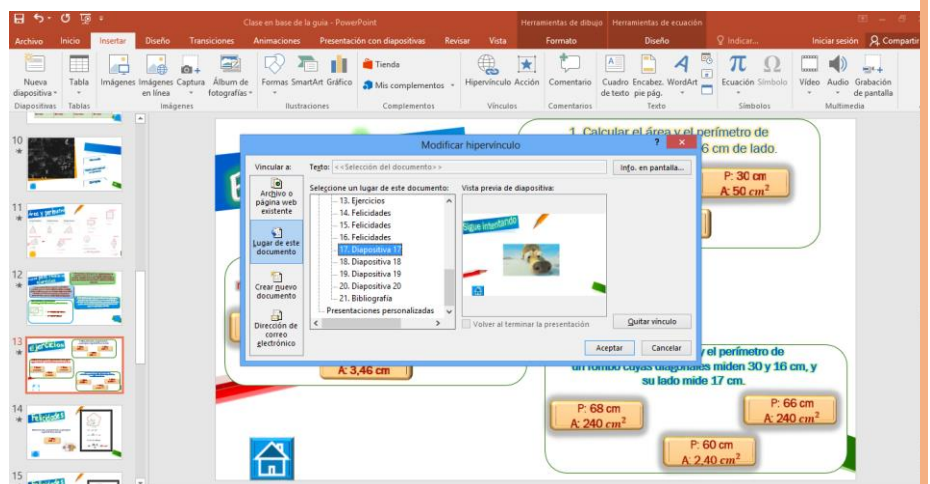 Clase en base de la guia - PowerPoint
Herramientas de dibujo
Herramientas de ecuación
Archivo Inicio Insertar Diseño Transiciones Animaciones Presentación con diapositivas Revisar Vista Formato Diseño Indicar... Iniciar sesión Compartir
Nueva diapositiva
Tabla
Imágenes
Imágenes en línea
Captura
Álbum de fotografías
Formas
SmartArt
Gráfico
Tienda
Mis complementos
Hipervínculo
Acción
Comentario
Cuadro de texto
Encabez. pie pág.
WordArt
Ecuación
Símbolo
Vídeo
Audio
Grabación de pantalla
Diapositivas Tablas Imágenes Ilustraciones Complementos Vínculos Comentarios Texto Símbolos Multimedia
10
11
12
13
14
15
1. Calcular el área y el perímetro de
6 cm de lado.
P: 30 cm
A: 50 cm²
Modificar hipervínculo
? ×
Vincular a:
Texto: <<Selección del documento>>
Info. en pantalla...
Archivo o página web existente
Lugar de este documento
Crear nuevo documento
Dirección de correo electrónico
Seleccione un lugar de este documento:
13. Ejercicios
14. Felicidades
15. Felicidades
16. Felicidades
17. Diapositiva 17
18. Diapositiva 18
19. Diapositiva 19
20. Diapositiva 20
21. Bibliografía
Presentaciones personalizadas
Vista previa de diapositiva:
Sigue intentando
Volver al terminar la presentación
Quitar vínculo
Aceptar
Cancelar
A: 3,46 cm
y el perímetro de
un rombo cuyas diagonales miden 30 y 16 cm, y
su lado mide 17 cm.
P: 68 cm
A: 240 cm²
P: 66 cm
A: 240 cm²
P: 60 cm
A: 2,40 cm²